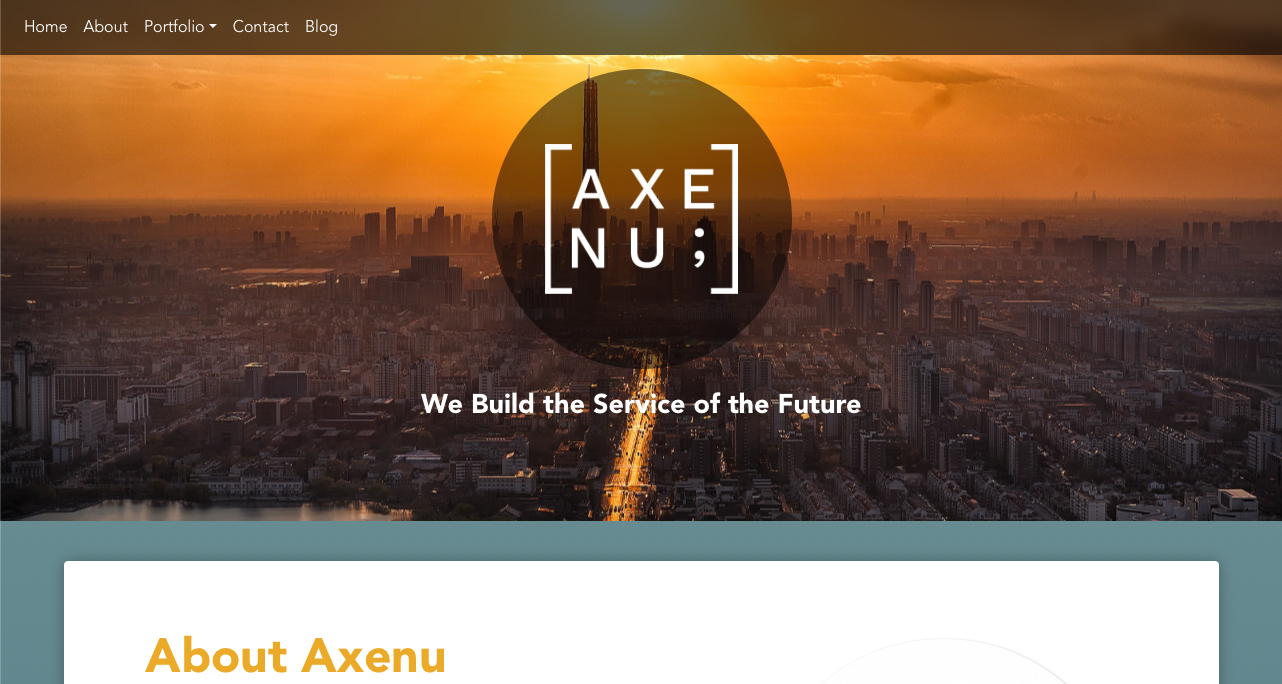 Home About Portfolio Contact Blog
AXE
NU;
We Build the Service of the Future
About Axenu